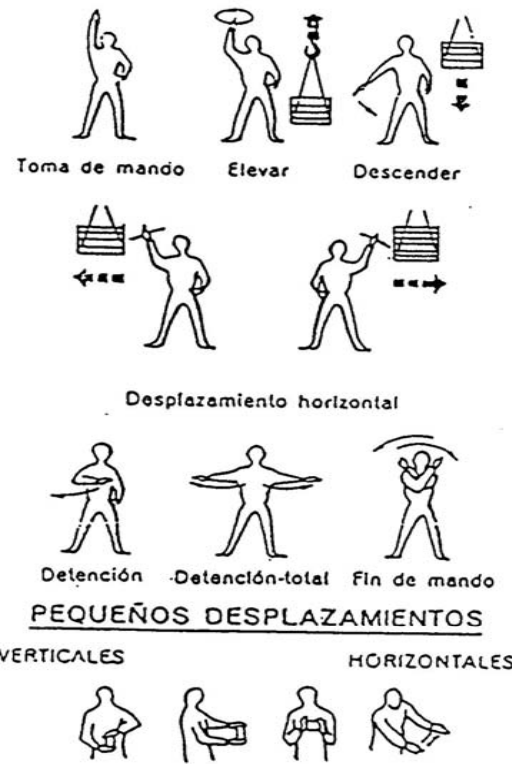 Toma de mando Elevar Descender
Desplazamiento horizontal
Detención Detención-total Fin de mando
PEQUEÑOS DESPLAZAMIENTOS
VERTICALES HORIZONTALES